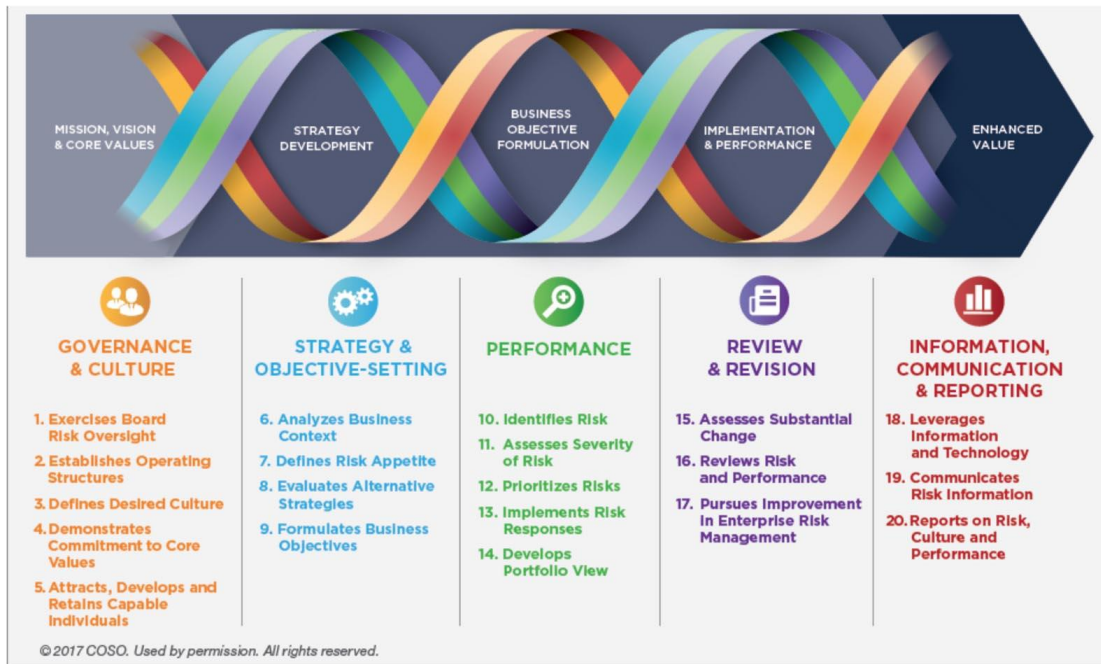 MISSION, VISION
& CORE VALUES
STRATEGY
DEVELOPMENT
BUSINESS
OBJECTIVE
FORMULATION
IMPLEMENTATION
& PERFORMANCE
ENHANCED
VALUE
GOVERNANCE
& CULTURE
1. Exercises Board
Risk Oversight
2. Establishes Operating
Structures
3. Defines Desired Culture
4. Demonstrates
Commitment to Core
Values
5. Attracts, Develops and
Retains Capable
Individuals
STRATEGY &
OBJECTIVE-SETTING
6. Analyzes Business
Context
7. Defines Risk Appetite
8. Evaluates Alternative
Strategies
9. Formulates Business
Objectives
PERFORMANCE
10. Identifies Risk
11. Assesses Severity
of Risk
12. Prioritizes Risks
13. Implements Risk
Responses
14. Develops
Portfolio View
REVIEW
& REVISION
15. Assesses Substantial
Change
16. Reviews Risk
and Performance
17. Pursues Improvement
in Enterprise Risk
Management
INFORMATION,
COMMUNICATION
& REPORTING
18. Leverages
Information
and Technology
19. Communicates
Risk Information
20. Reports on Risk,
Culture and
Performance
© 2017 COSO. Used by permission. All rights reserved.